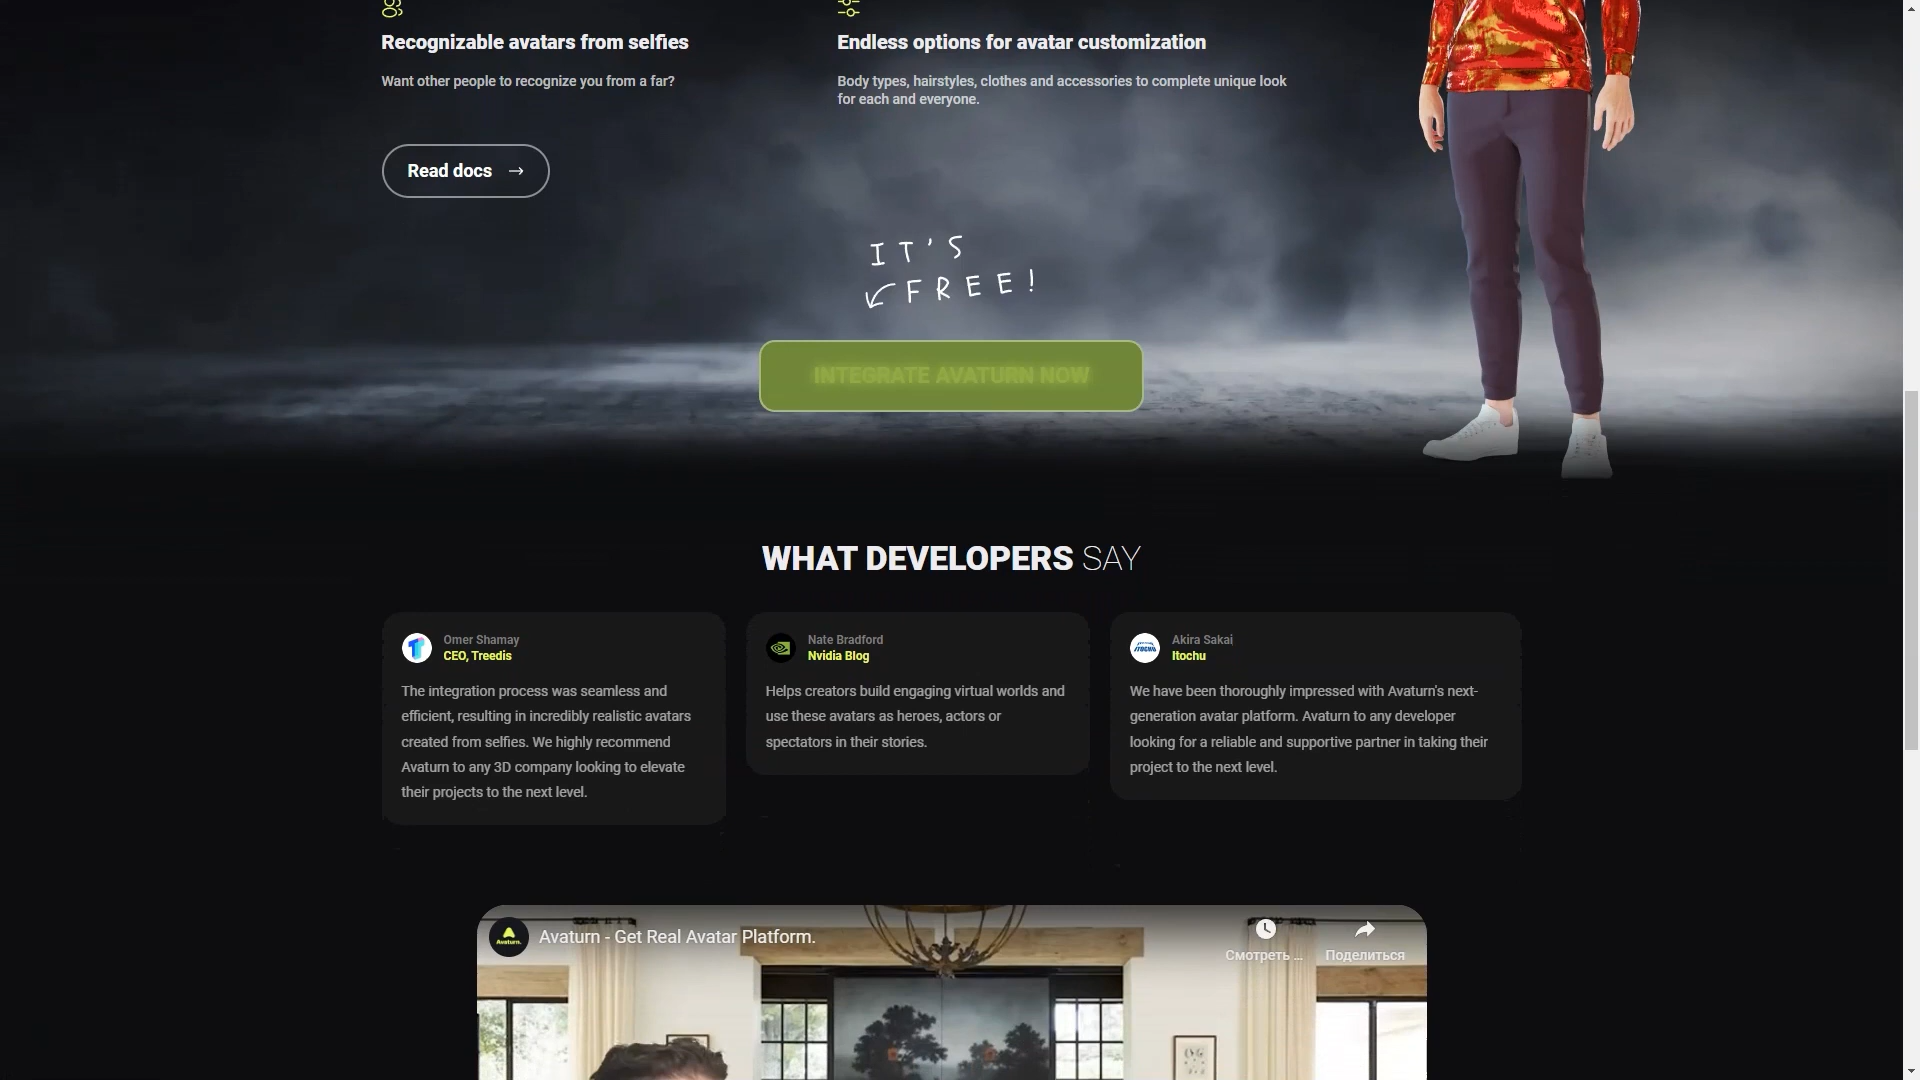 Recognizable avatars from selfies
Want other people to recognize you from a far?
Endless options for avatar customization
Body types, hairstyles, clothes and accessories to complete unique look
for each and everyone.
Read docs →
IT'S
FREE!
INTEGRATE AVATURN NOW
WHAT DEVELOPERS SAY
Omer Shamay
CEO, Treedis
The integration process was seamless and
efficient, resulting in incredibly realistic avatars
created from selfies. We highly recommend
Avaturn to any 3D company looking to elevate
their projects to the next level.
Nate Bradford
Nvidia Blog
Helps creators build engaging virtual worlds and
use these avatars as heroes, actors or
spectators in their stories.
ITOCHU
Akira Sakai
Itochu
We have been thoroughly impressed with Avaturn's next-
generation avatar platform. Avaturn to any developer
looking for a reliable and supportive partner in taking their
project to the next level.
Avaturn.
Avaturn - Get Real Avatar Platform.
Смотреть ...
Поделиться